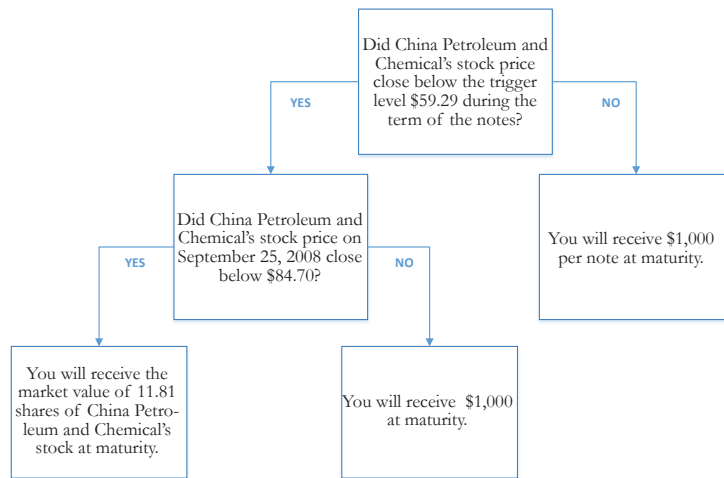 Did China Petroleum and
Chemical's stock price
close below the trigger
level $59.29 during the
term of the notes?
YES
NO
Did China Petroleum and
Chemical's stock price on
September 25, 2008 close
below $84.70?
You will receive $1,000
per note at maturity.
YES
NO
You will receive the
market value of 11.81
shares of China Petro-
leum and Chemical's
stock at maturity.
You will receive $1,000
at maturity.